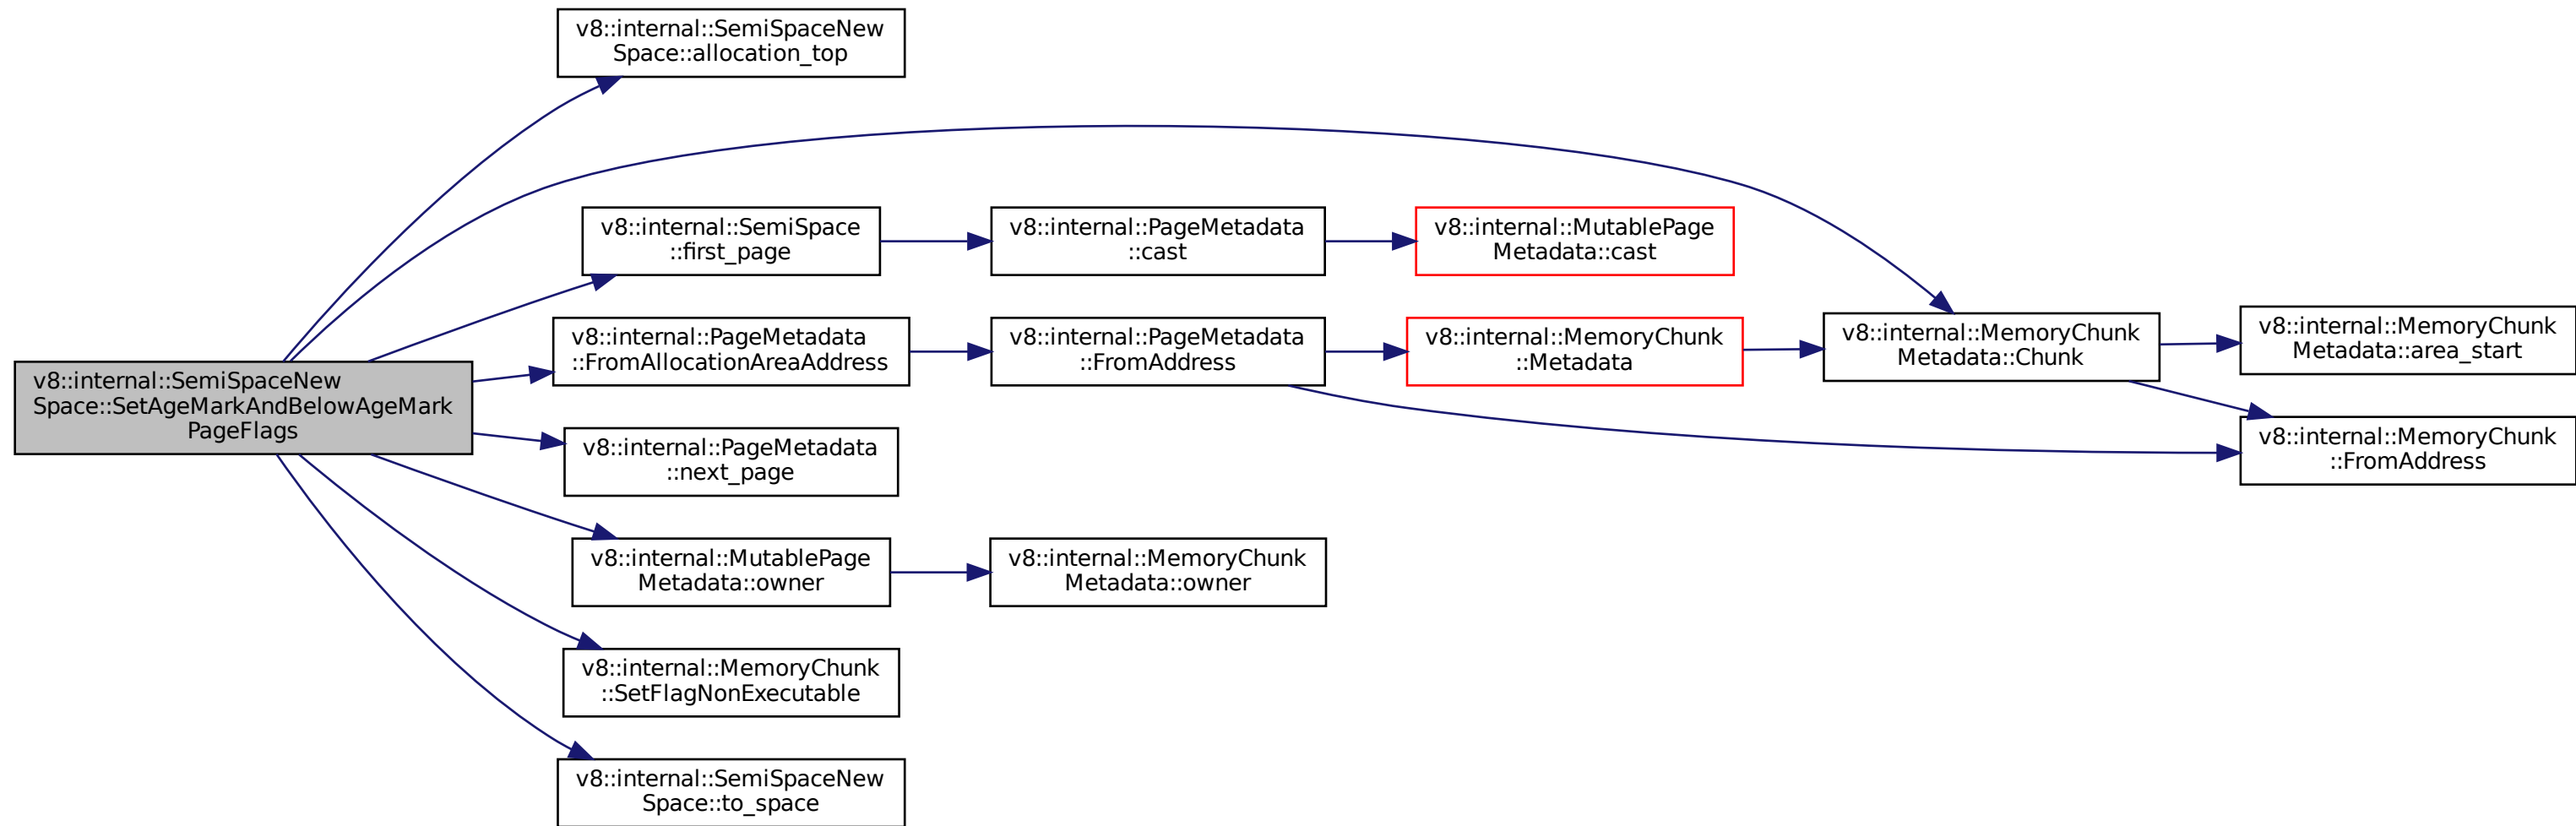 v8::internal::SemiSpaceNew
Space::allocation_top
v8::internal::SemiSpace
::first_page
v8::internal::PageMetadata
::cast
v8::internal::MutablePage
Metadata::cast
v8::internal::PageMetadata
::FromAllocationAreaAddress
v8::internal::PageMetadata
::FromAddress
v8::internal::MemoryChunk
::Metadata
v8::internal::MemoryChunk
Metadata::Chunk
v8::internal::MemoryChunk
Metadata::area_start
v8::internal::SemiSpaceNew
Space::SetAgeMarkAndBelowAgeMark
PageFlags
v8::internal::PageMetadata
::next_page
v8::internal::MemoryChunk
::FromAddress
v8::internal::MutablePage
Metadata::owner
v8::internal::MemoryChunk
Metadata::owner
v8::internal::MemoryChunk
::SetFlagNonExecutable
v8::internal::SemiSpaceNew
Space::to_space